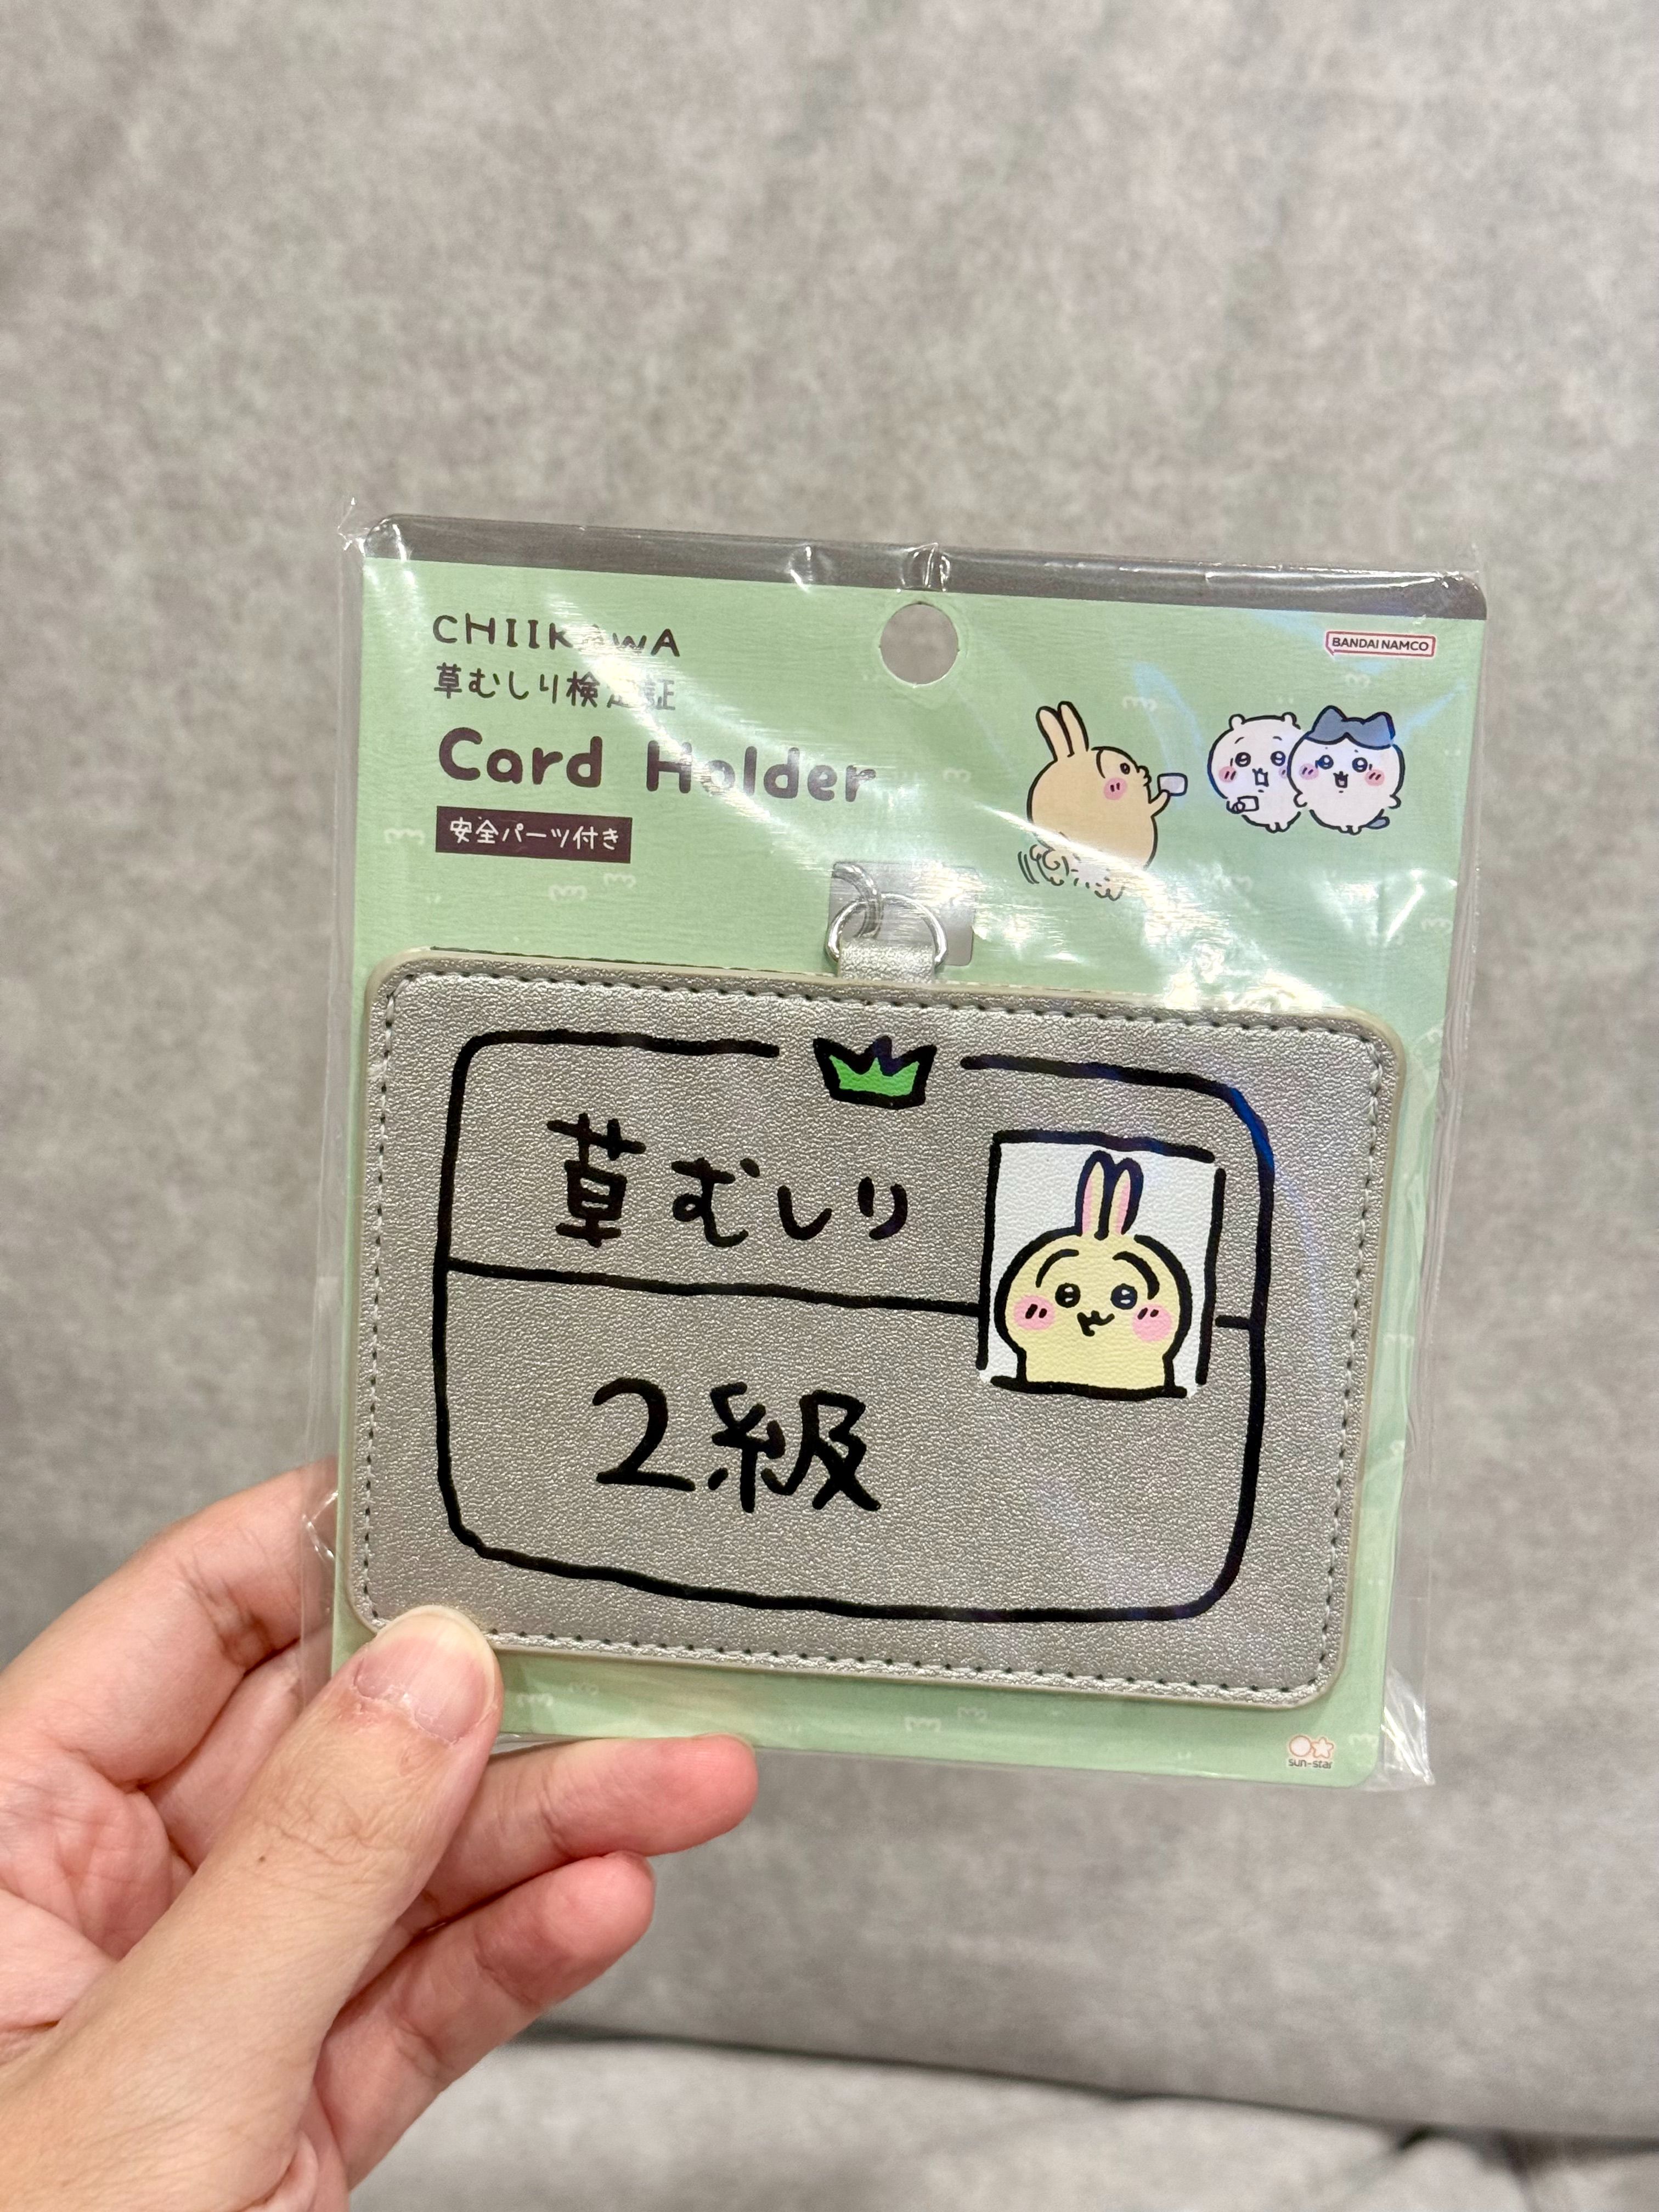 CHIIKAWA
BANDAI NAMCO
草むしり検定証
Card Holder
安全パーツ付き
草むしり
2級
sun-star